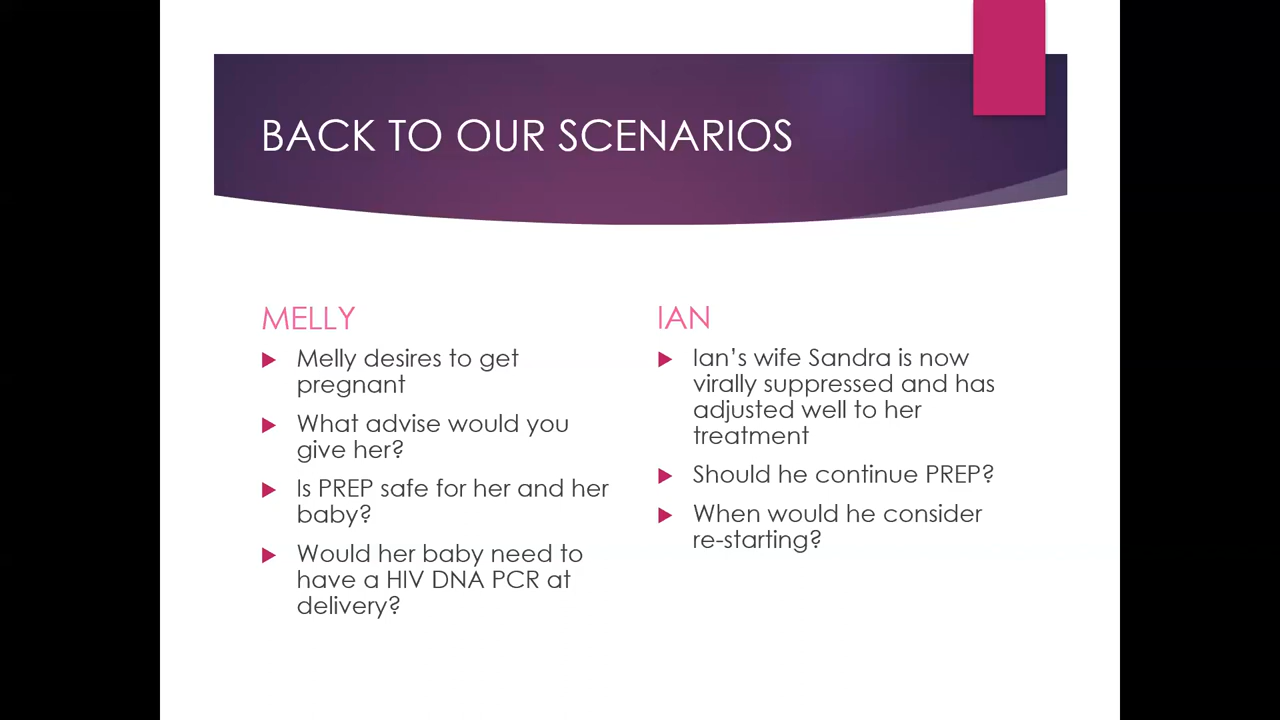 BACK TO OUR SCENARIOS
MELLY
Melly desires to get
pregnant
What advise would you
give her?
Is PREP safe for her and her
baby?
Would her baby need to
have a HIV DNA PCR at
delivery?
IAN
Ian’s wife Sandra is now
virally suppressed and has
adjusted well to her
treatment
Should he continue PREP?
When would he consider
re-starting?